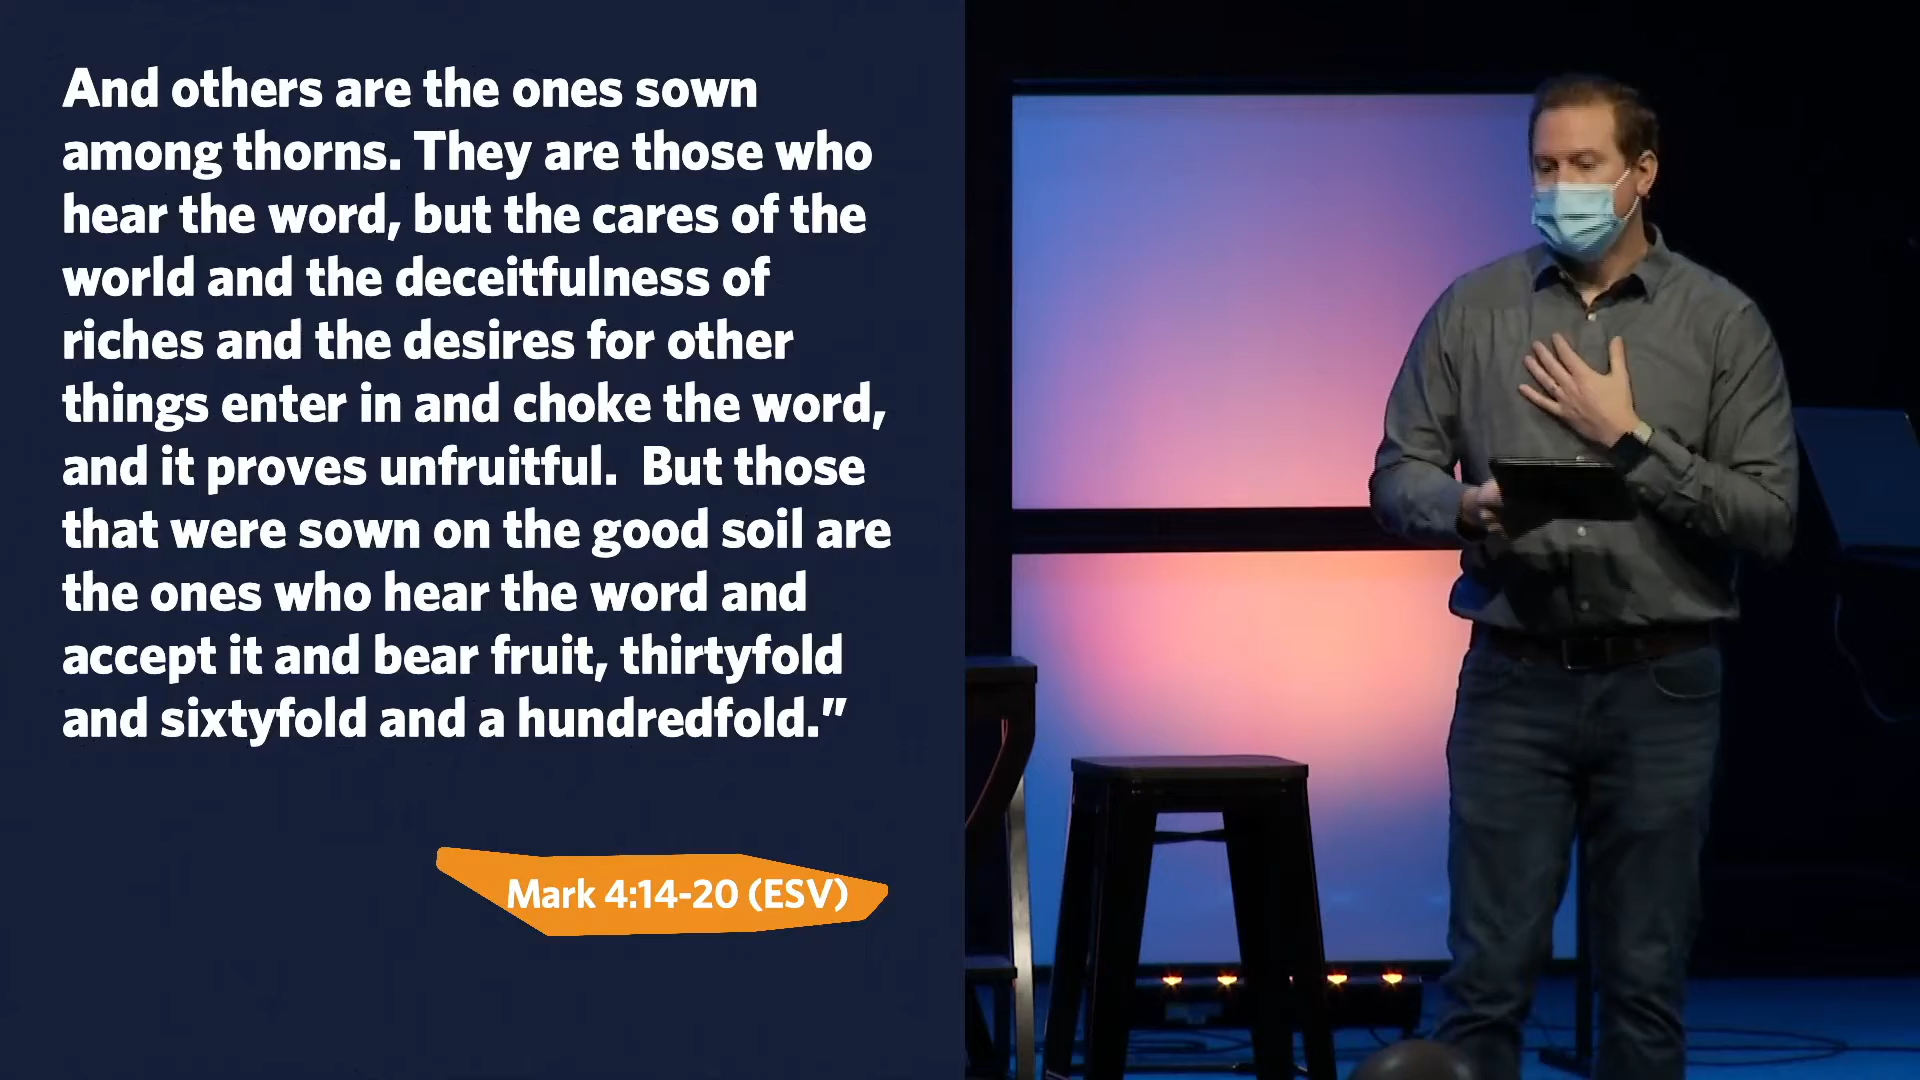 And others are the ones sown
among thorns. They are those who
hear the word, but the cares of the
world and the deceitfulness of
riches and the desires for other
things enter in and choke the word,
and it proves unfruitful.  But those
that were sown on the good soil are
the ones who hear the word and
accept it and bear fruit, thirtyfold
and sixtyfold and a hundredfold.”
Mark 4:14-20 (ESV)